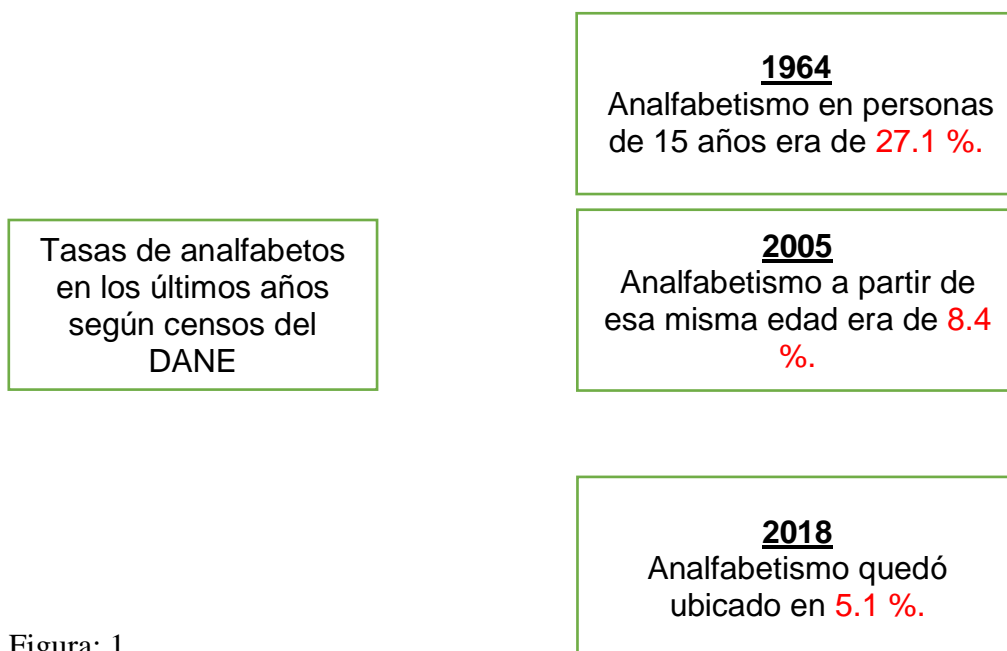 1964
Analfabetismo en personas
de 15 años era de 27.1 %.
Tasas de analfabetos
en los últimos años
según censos del
DANE
2005
Analfabetismo a partir de
esa misma edad era de 8.4
%.
2018
Analfabetismo quedó
ubicado en 5.1 %.
Figura: 1